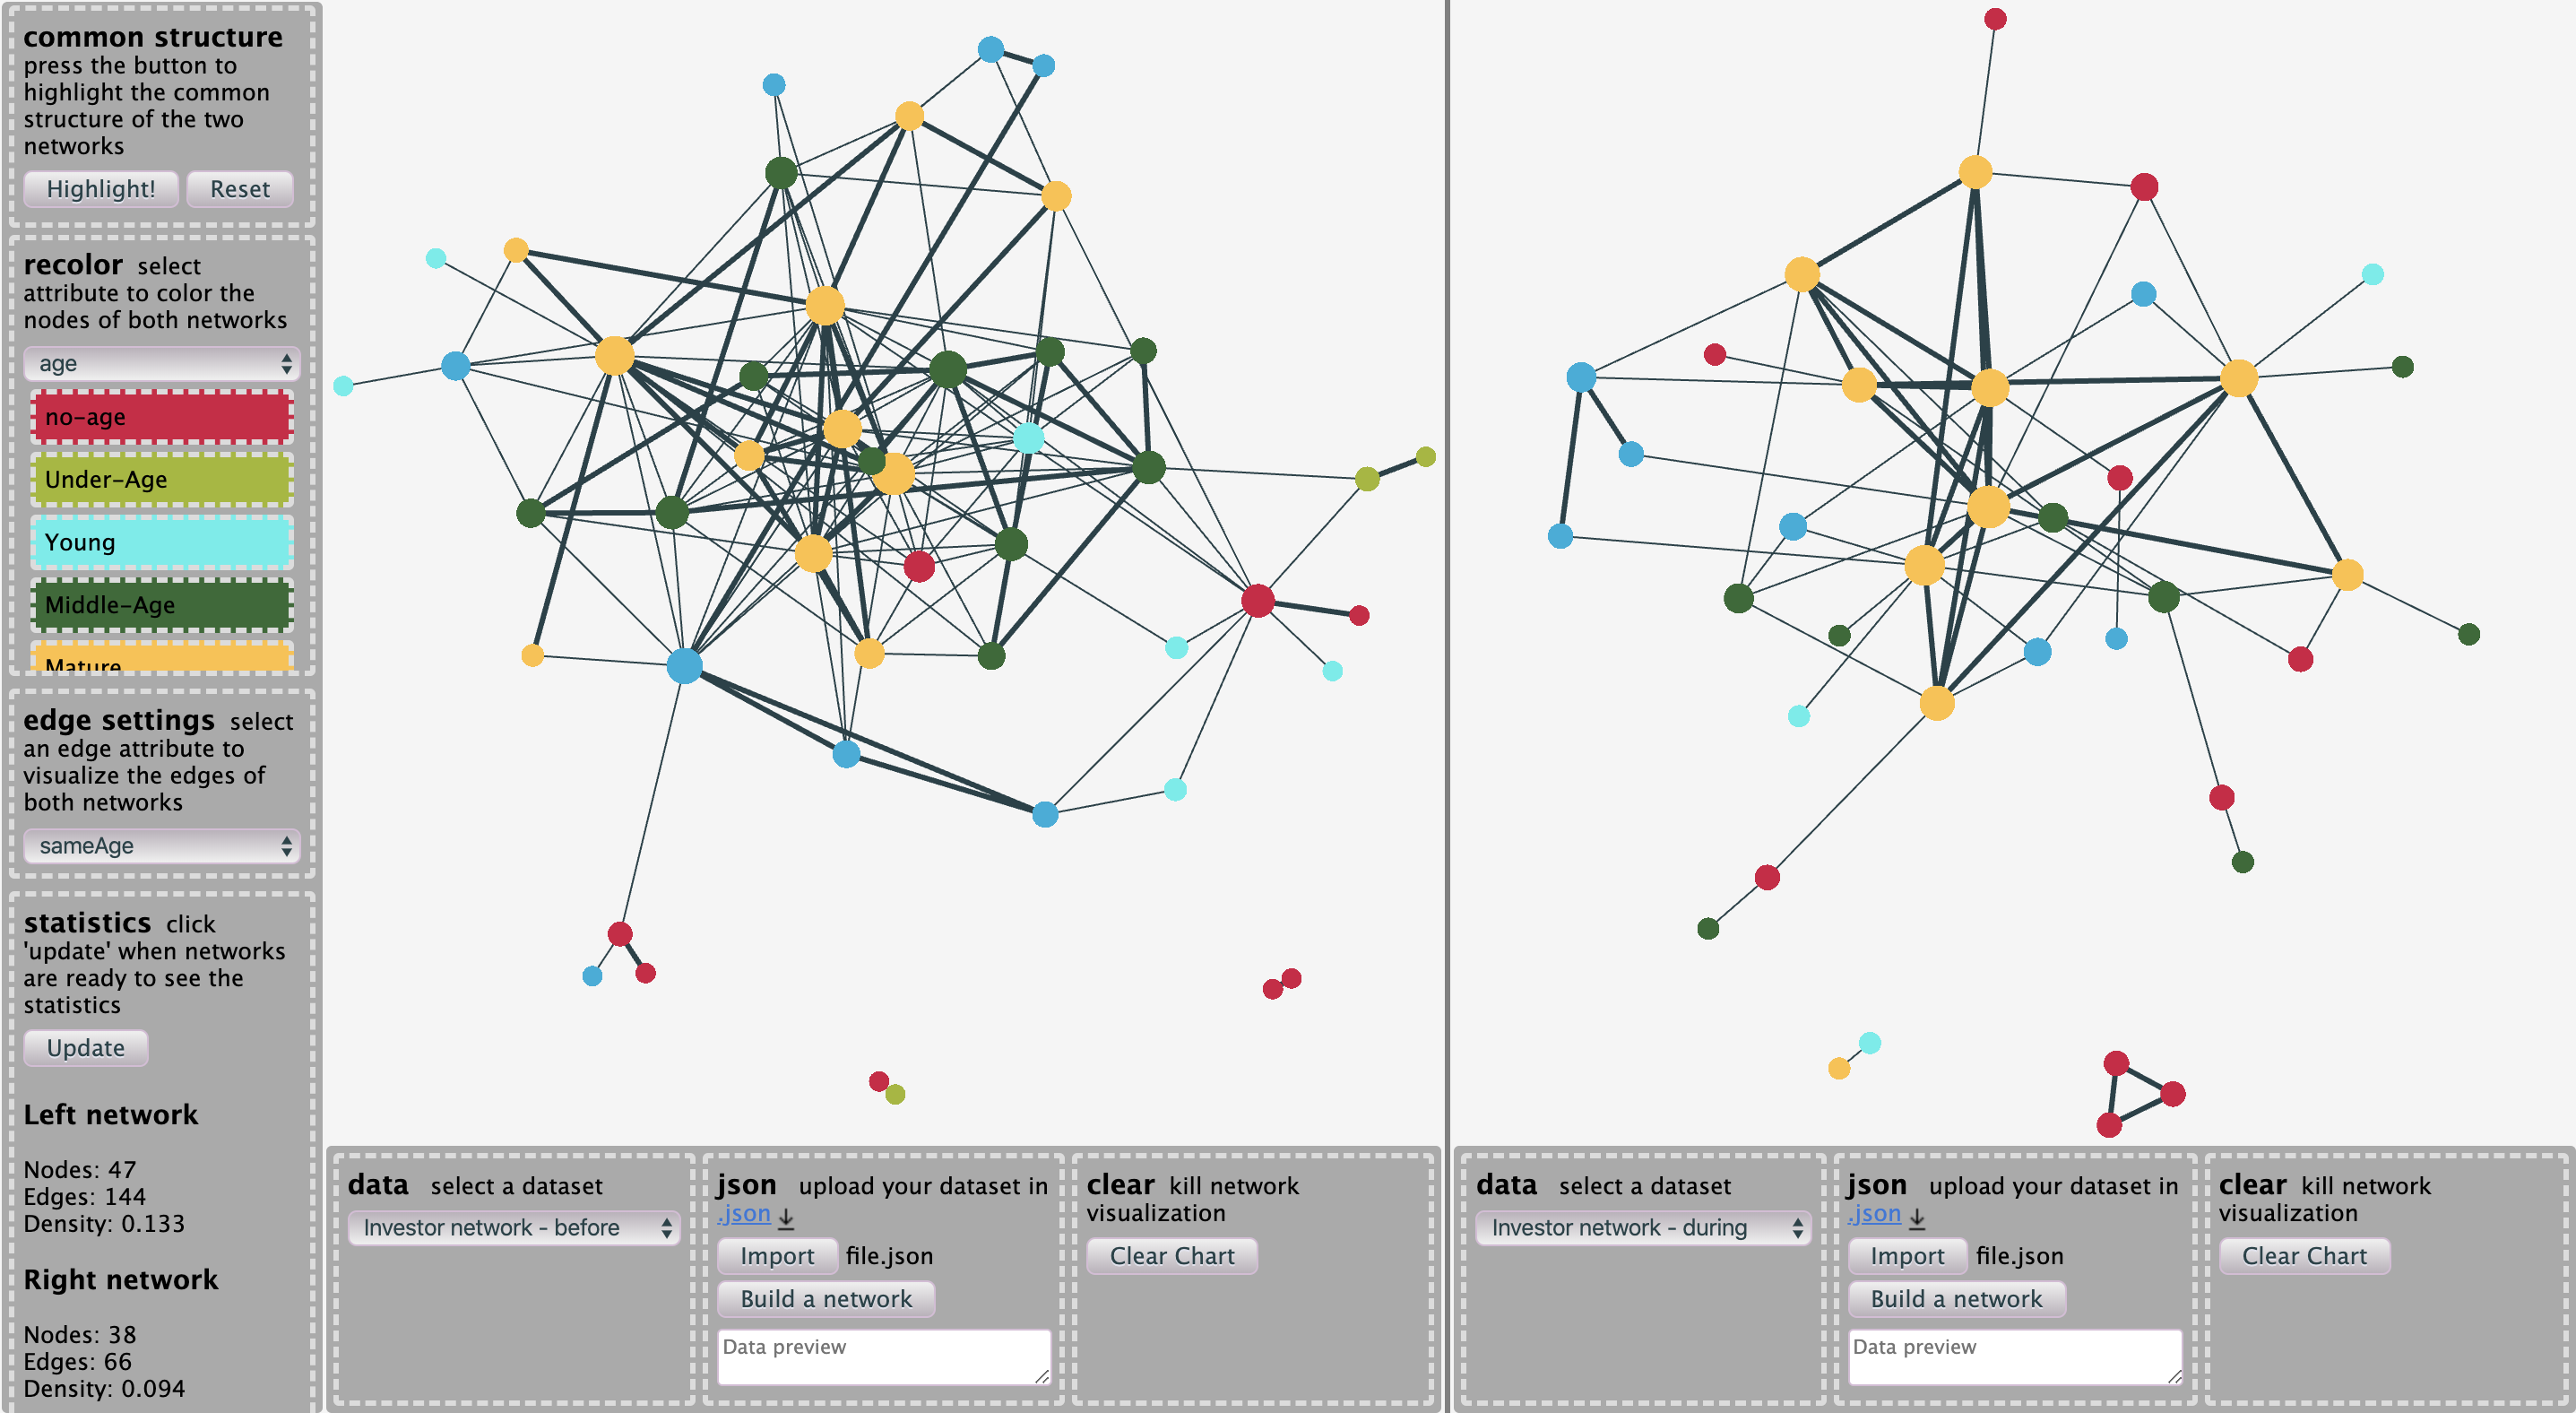 common structure
press the button to
highlight the common
structure of the two
networks
Highlight! Reset
recolor select
attribute to color the
nodes of both networks
age
no-age
Under-Age
Young
Middle-Age
Mature
edge settings select
an edge attribute to
visualize the edges of
both networks
sameAge
statistics click
'update' when networks
are ready to see the
statistics
Update
Left network
Nodes: 47
Edges: 144
Density: 0.133
Right network
Nodes: 38
Edges: 66
Density: 0.094
data select a dataset
Investor network - before
json upload your dataset in
.json
Import file.json
Build a network
Data preview
clear kill network
visualization
Clear Chart
data select a dataset
Investor network - during
json upload your dataset in
.json
Import file.json
Build a network
Data preview
clear kill network
visualization
Clear Chart